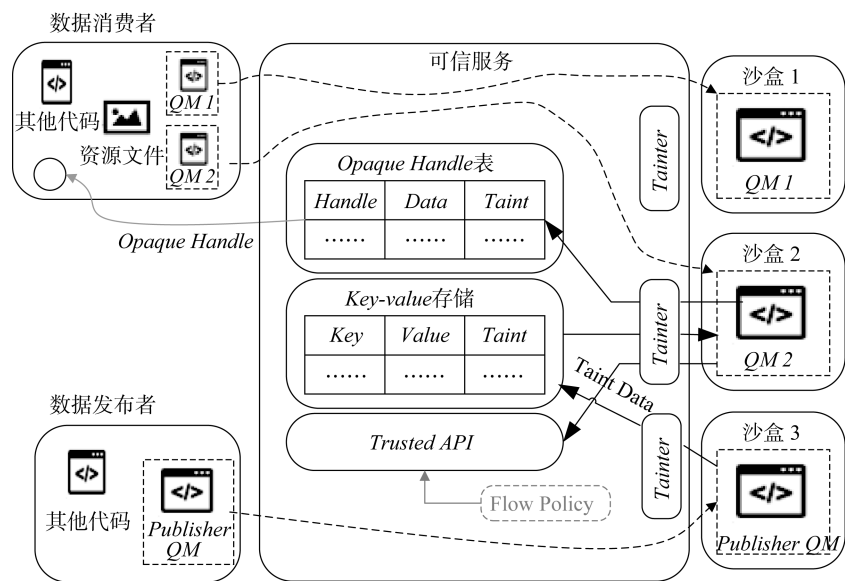 数据消费者
其他代码
资源文件
QM 1
QM 2
Opaque Handle
数据发布者
其他代码
Publisher
QM
可信服务
Opaque Handle表
Handle Data Taint
…… …… ……
Key-value存储
Key Value Taint
…… …… ……
Trusted API
Flow Policy
Tainter
Tainter
Taint Data
Tainter
沙盒 1
QM 1
沙盒 2
QM 2
沙盒 3
Publisher QM